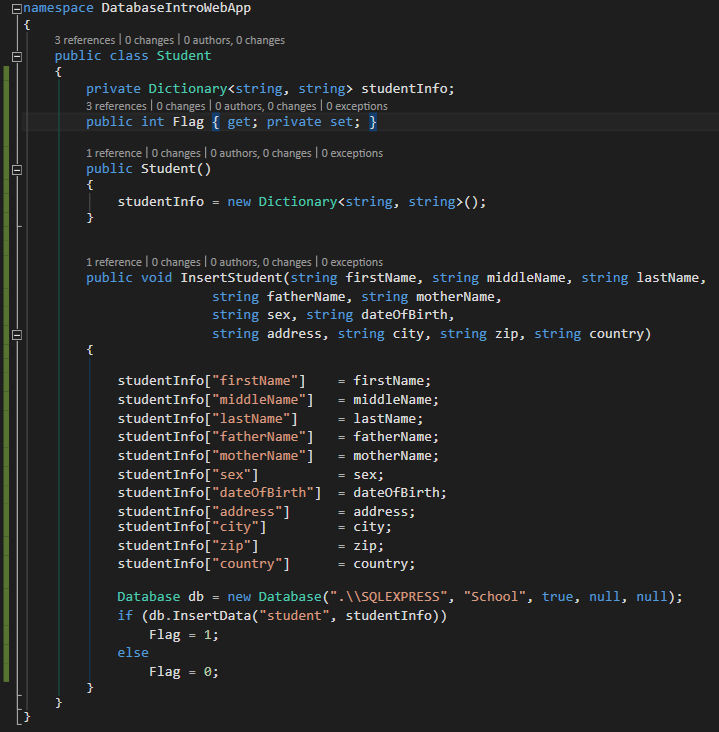 namespace DatabaseIntroWebApp
{
3 references | 0 changes | 0 authors, 0 changes
public class Student
{
private Dictionary<string, string> studentInfo;
3 references | 0 changes | 0 authors, 0 changes | 0 exceptions
public int Flag { get; private set; }
1 reference | 0 changes | 0 authors, 0 changes | 0 exceptions
public Student()
{
studentInfo = new Dictionary<string, string>();
}
1 reference | 0 changes | 0 authors, 0 changes | 0 exceptions
public void InsertStudent(string firstName, string middleName, string lastName,
string fatherName, string motherName,
string sex, string dateOfBirth,
string address, string city, string zip, string country)
{
studentInfo["firstName"] = firstName;
studentInfo["middleName"] = middleName;
studentInfo["lastName"] = lastName;
studentInfo["fatherName"] = fatherName;
studentInfo["motherName"] = motherName;
studentInfo["sex"] = sex;
studentInfo["dateOfBirth"] = dateOfBirth;
studentInfo["address"] = address;
studentInfo["city"] = city;
studentInfo["zip"] = zip;
studentInfo["country"] = country;
Database db = new Database(".\\SQLEXPRESS", "School", true, null, null);
if (db.InsertData("student", studentInfo))
Flag = 1;
else
Flag = 0;
}
}
}